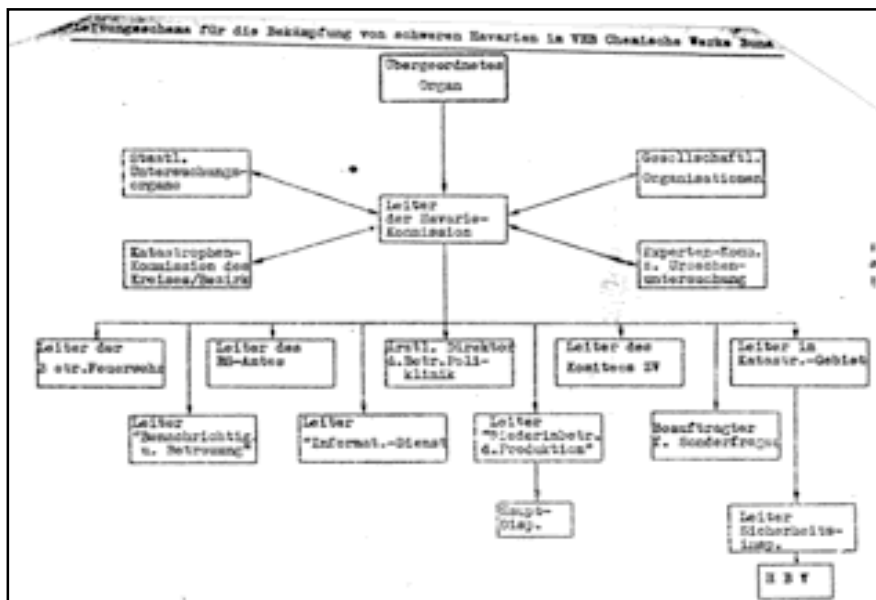 Leitungsschema für die Bekämpfung von schweren Havarien im VEB Chemische Werke Buna
Übergeordnetes
Organ
Staatl.
Untersuchungs-
organe
Gesellschaftl.
Organisationen
Leiter
der Havarie-
Kommission
Katastrophen-
Kommission des
Kreises/Bezirk
Experten-Komm.
z. Ursachen-
untersuchung
Leiter der
Betr.Feuerwehr
Leiter des
Ärztl. Direktor
d.Betr.Poli-
klinik
Leiter des
Komitees ZV
Leiter im
Katastr.-Gebiet
Leiter
"Benachrichtig.
u. Betreuung"
Leiter
"Informat.-Dienst
Leiter
"Wiederinbetr.
d.Produktion"
Beauftragter
f. Sonderfragen
Haupt-
Disp.
Leiter
Sicherheits-
insp.